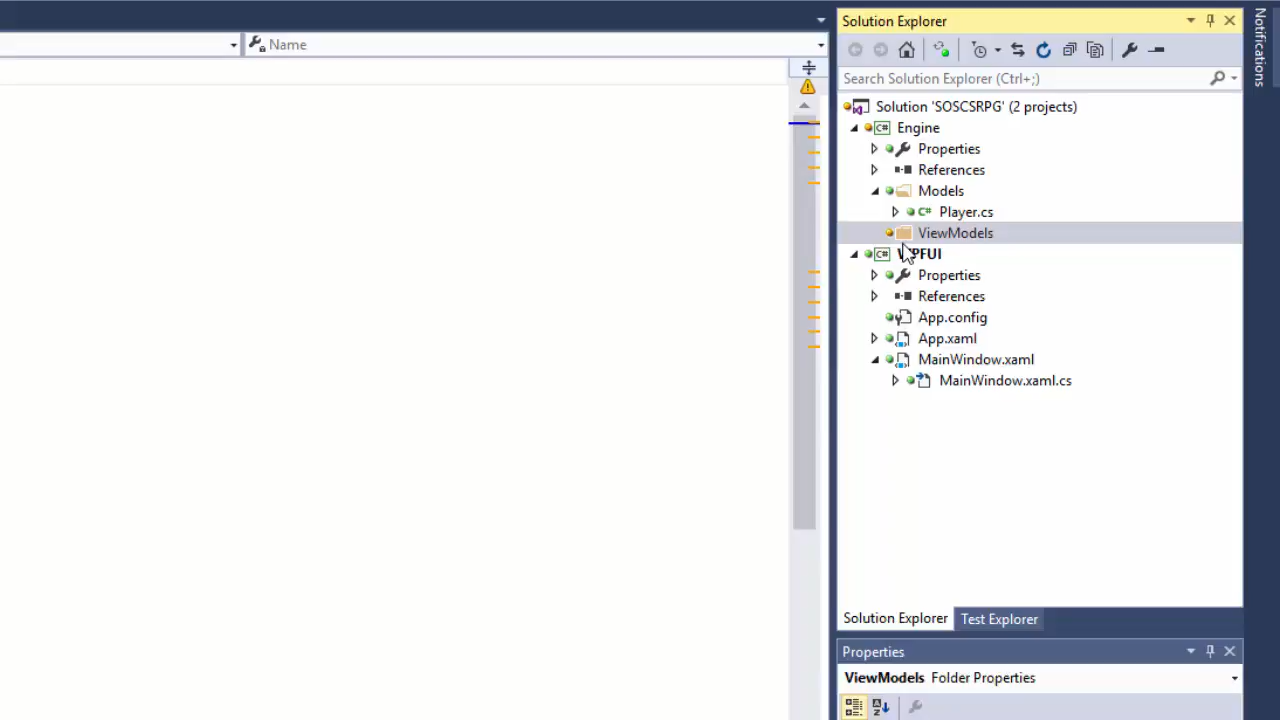 Name
Solution Explorer
Search Solution Explorer (Ctrl+;)
Solution 'SOSCSRPG' (2 projects)
C# Engine
Properties
References
Models
C# Player.cs
ViewModels
C# WPFUI
Properties
References
App.config
App.xaml
MainWindow.xaml
MainWindow.xaml.cs
Solution Explorer Test Explorer
Properties
ViewModels Folder Properties
Notifications